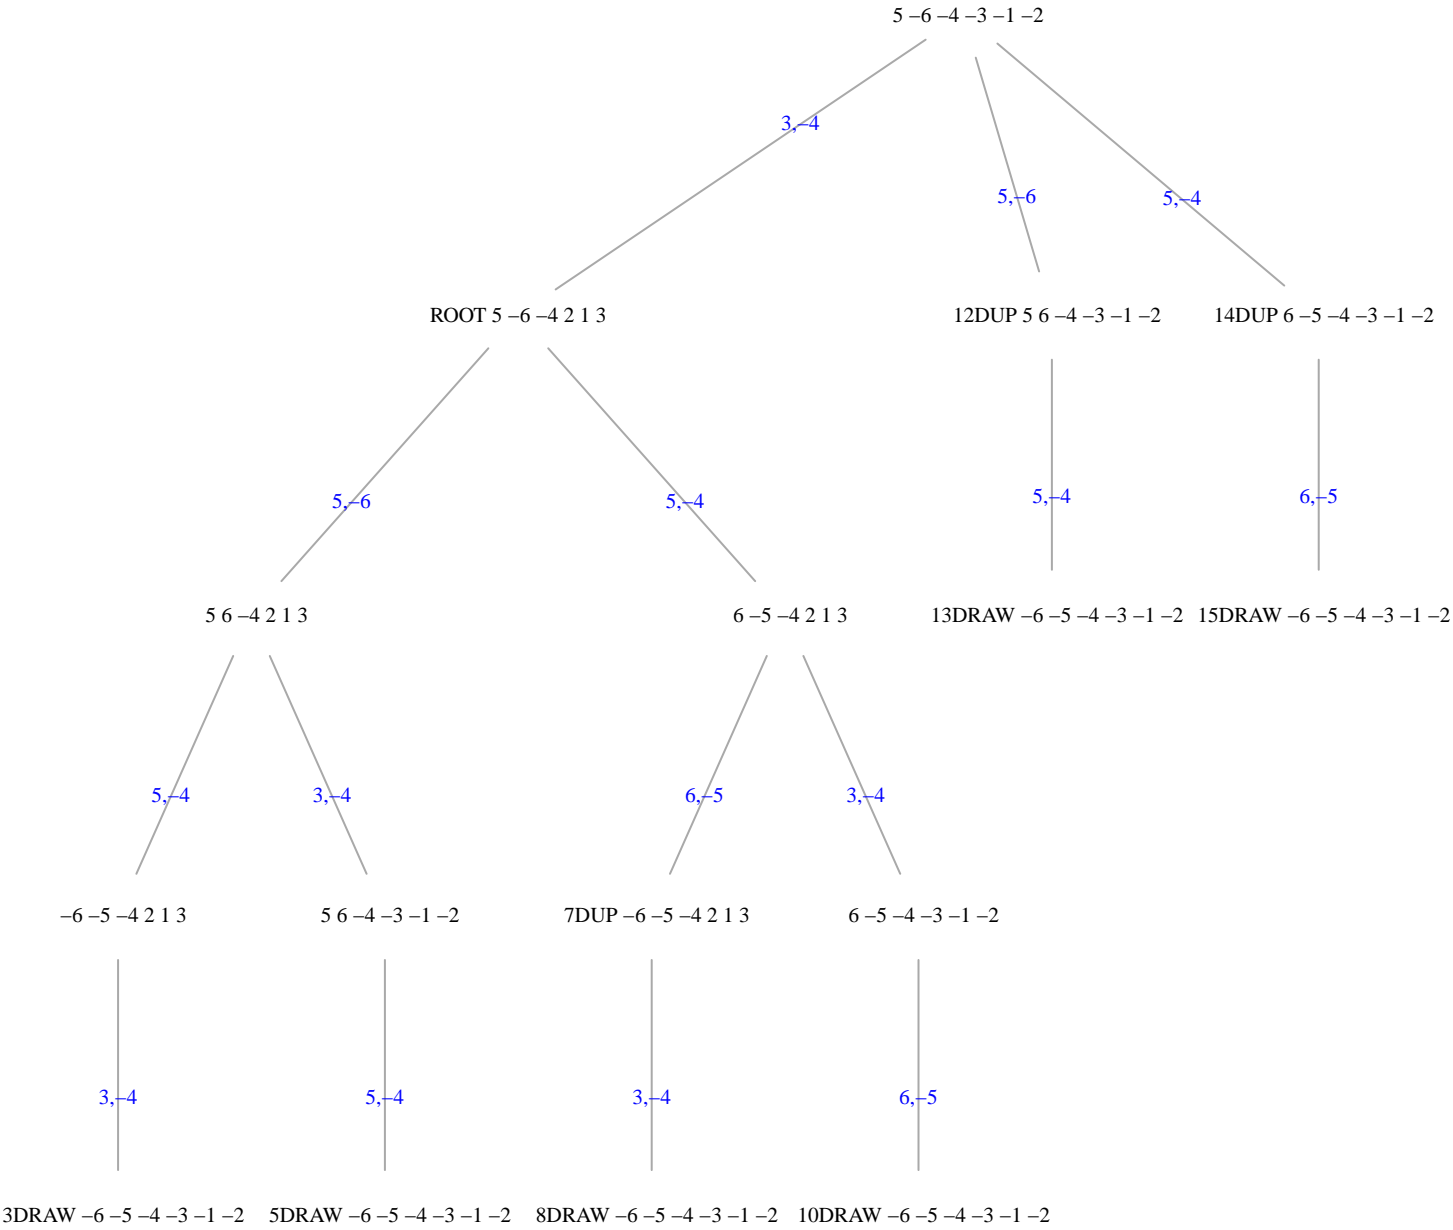 5 –6 –4 –3 –1 –2
3,–4
5,–6
5,–4
ROOT 5 –6 –4 2 1 3
12DUP 5 6 –4 –3 –1 –2
14DUP 6 –5 –4 –3 –1 –2
5,–6
5,–4
5,–4
6,–5
5 6 –4 2 1 3
6 –5 –4 2 1 3
13DRAW –6 –5 –4 –3 –1 –2
15DRAW –6 –5 –4 –3 –1 –2
5,–4
3,–4
6,–5
3,–4
–6 –5 –4 2 1 3
5 6 –4 –3 –1 –2
7DUP –6 –5 –4 2 1 3
6 –5 –4 –3 –1 –2
3,–4
5,–4
3,–4
6,–5
3DRAW –6 –5 –4 –3 –1 –2
5DRAW –6 –5 –4 –3 –1 –2
8DRAW –6 –5 –4 –3 –1 –2
10DRAW –6 –5 –4 –3 –1 –2